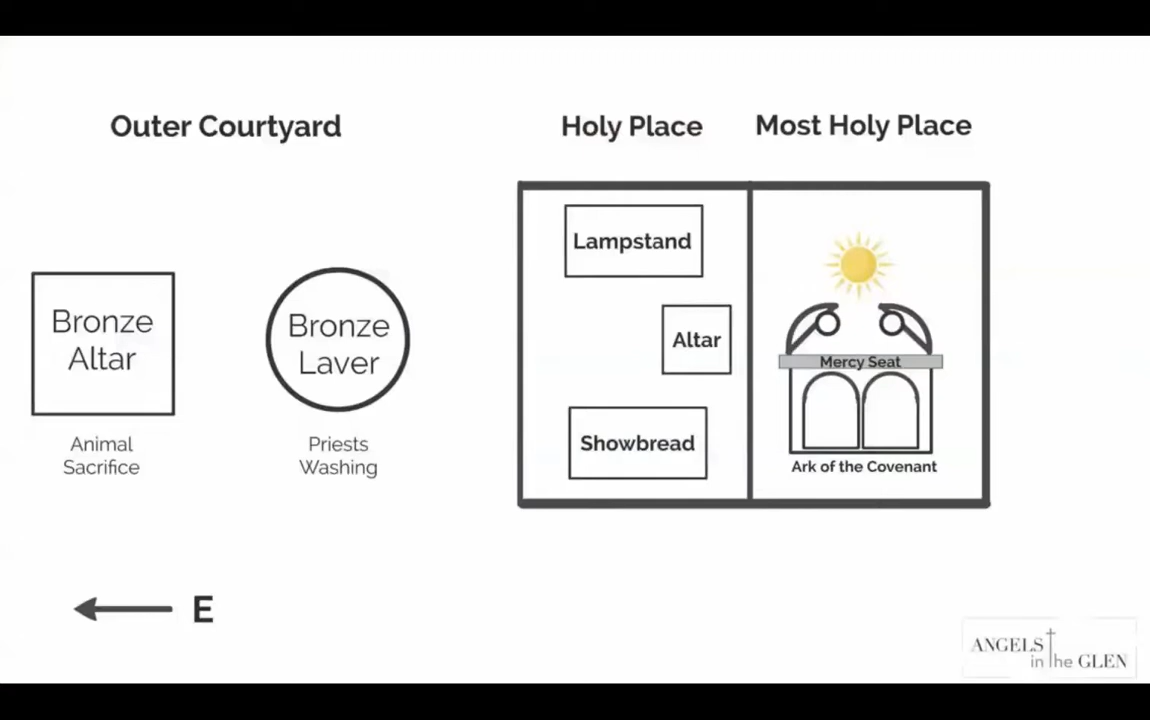 Outer Courtyard
Holy Place
Most Holy Place
Lampstand
Bronze
Altar
Bronze
Laver
Altar
Mercy Seat
Showbread
Animal
Sacrifice
Priests
Washing
Ark of the Covenant
E
ANGELS
in the GLEN